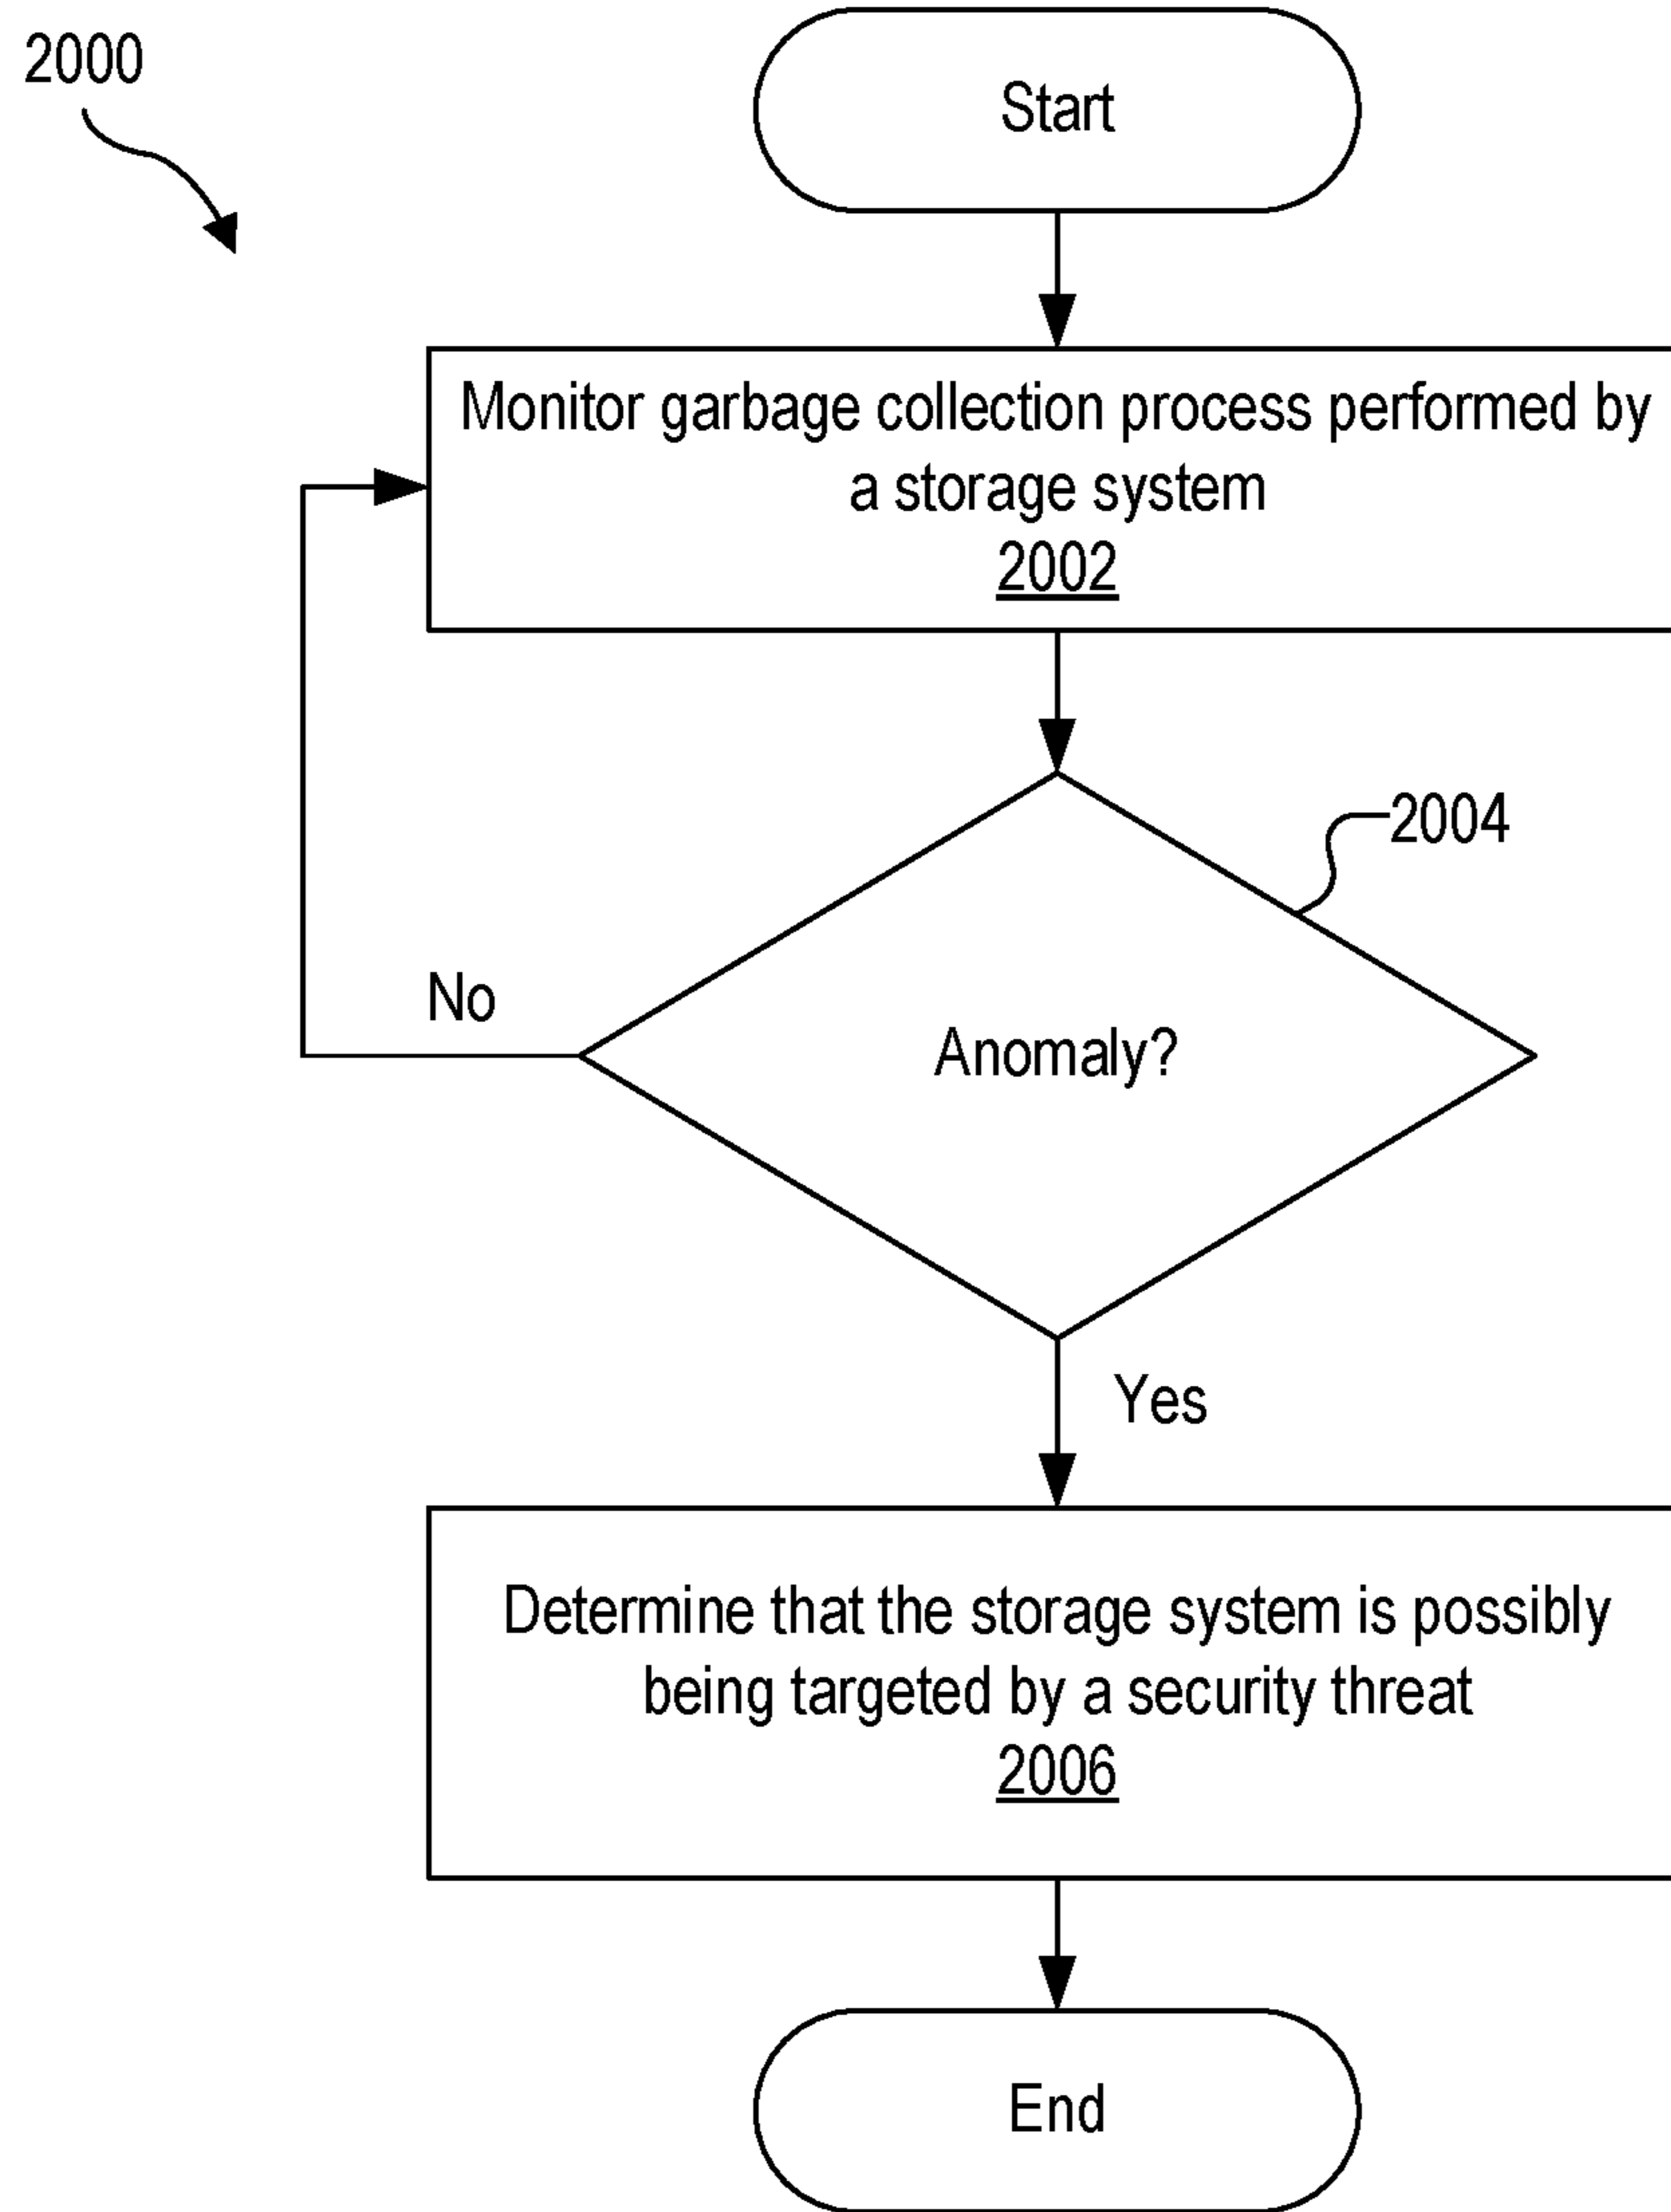 2000
Start
Monitor garbage collection process performed by
a storage system
2002
2004
Anomaly?
No
Yes
Determine that the storage system is possibly
being targeted by a security threat
2006
End